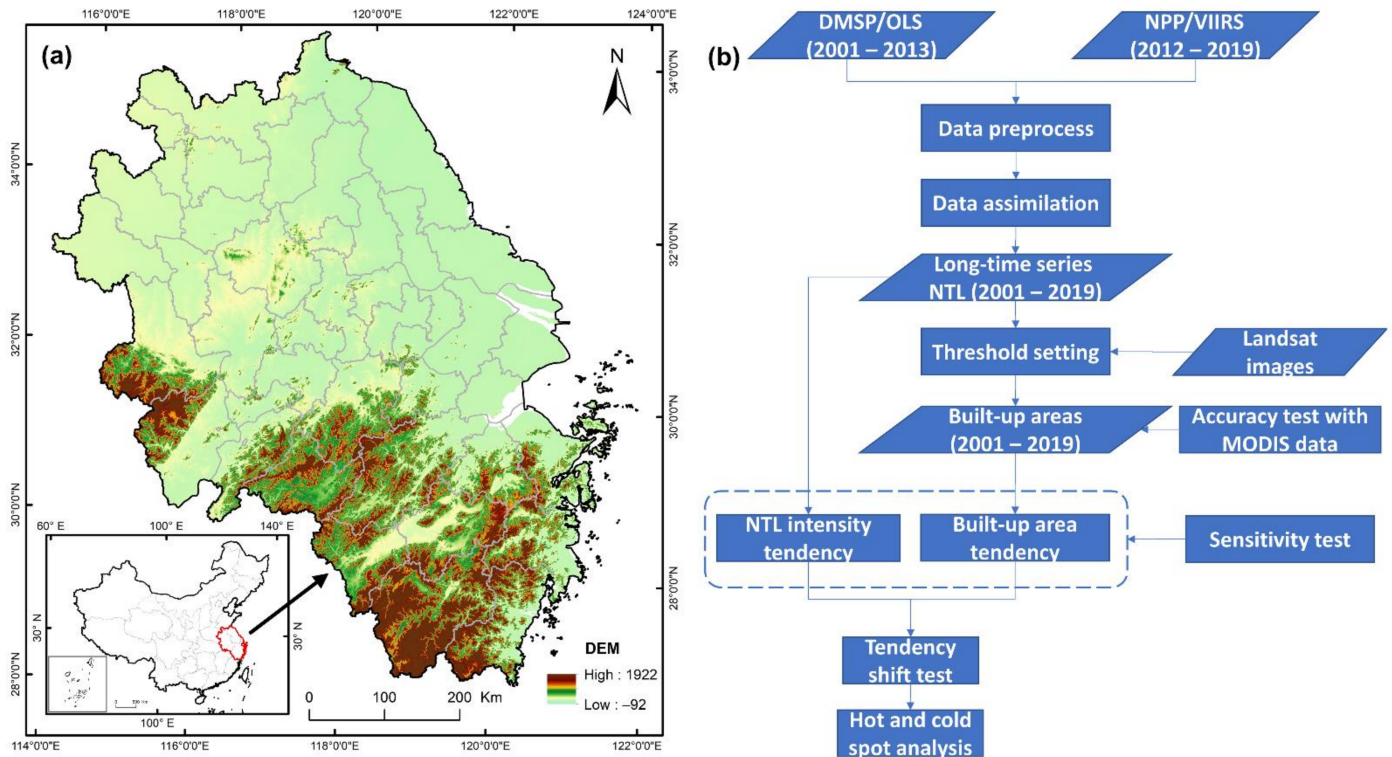 116°0'0"E
118°0'0"E
120°0'0"E
122°0'0"E
124°0'0"E
(a)
N
34°0'0"N
32°0'0"N
30°0'0"N
28°0'0"N
34°0'0"N
32°0'0"N
30°0'0"N
28°0'0"N
60° E
100° E
140° E
30° N
30° N
100° E
DEM
High : 1922
Low : –92
0 100 200 Km
114°0'0"E
116°0'0"E
118°0'0"E
120°0'0"E
122°0'0"E
(b)
DMSP/OLS
(2001 – 2013)
NPP/VIIRS
(2012 – 2019)
Data preprocess
Data assimilation
Long-time series
NTL (2001 – 2019)
Threshold setting
Landsat
images
Built-up areas
(2001 – 2019)
Accuracy test with
MODIS data
NTL intensity
tendency
Built-up area
tendency
Sensitivity test
Tendency
shift test
Hot and cold
spot analysis